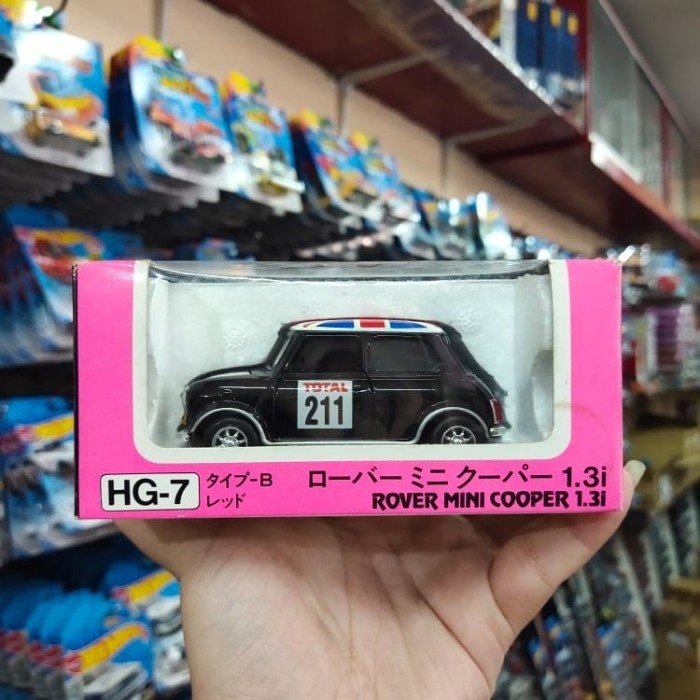 TOTAL
211
HG-7
タイプ-B
レッド
ローバー ミニ クーパー 1.3i
ROVER MINI COOPER 1.3i